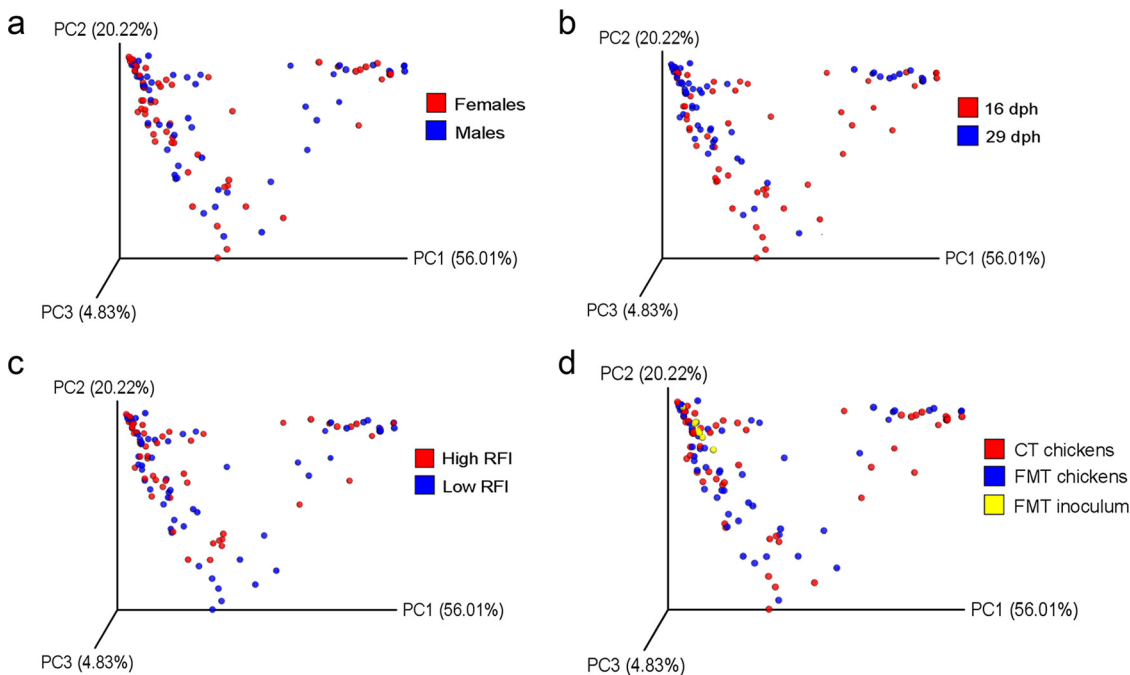 a
PC2 (20.22%)
Females
Males
PC1 (56.01%)
PC3 (4.83%)
b
PC2 (20.22%)
16 dph
29 dph
PC1 (56.01%)
PC3 (4.83%)
c
PC2 (20.22%)
High RFI
Low RFI
PC1 (56.01%)
PC3 (4.83%)
d
PC2 (20.22%)
CT chickens
FMT chickens
FMT inoculum
PC1 (56.01%)
PC3 (4.83%)